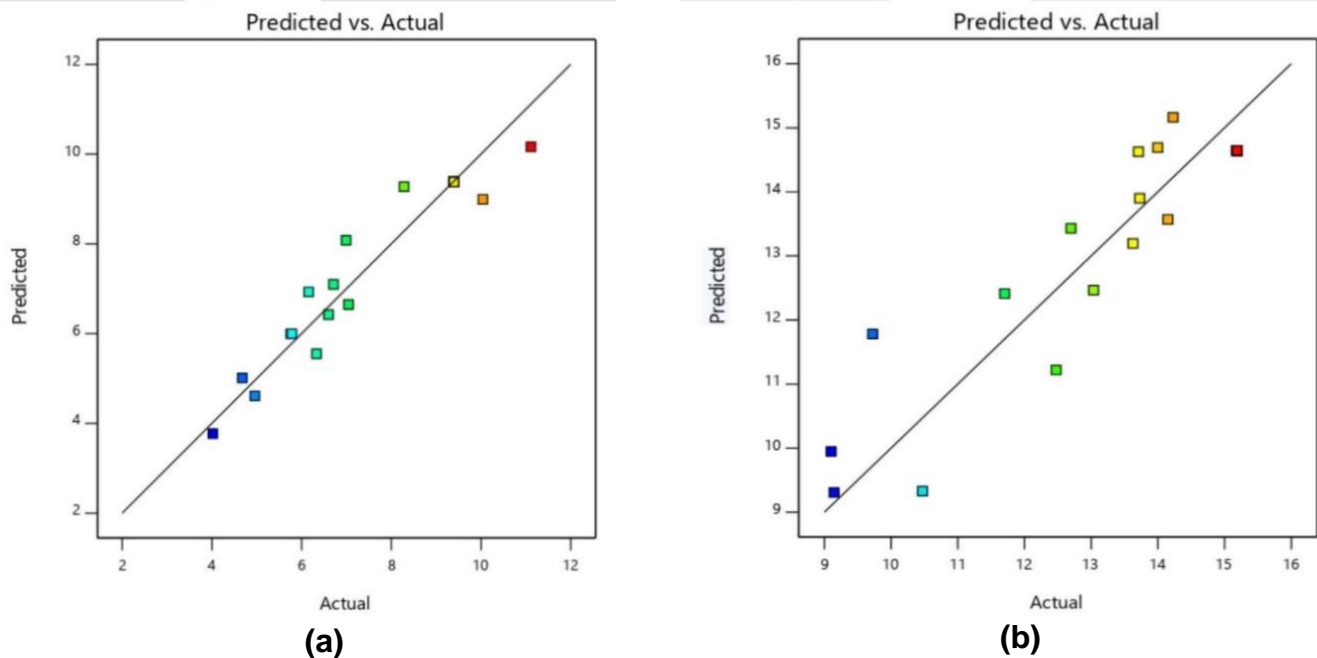 Predicted vs. Actual
12
10
8
6
4
2
Predicted
2 4 6 8 10 12
Actual
(a)
Predicted vs. Actual
16
15
14
13
12
11
10
9
Predicted
9 10 11 12 13 14 15 16
Actual
(b)